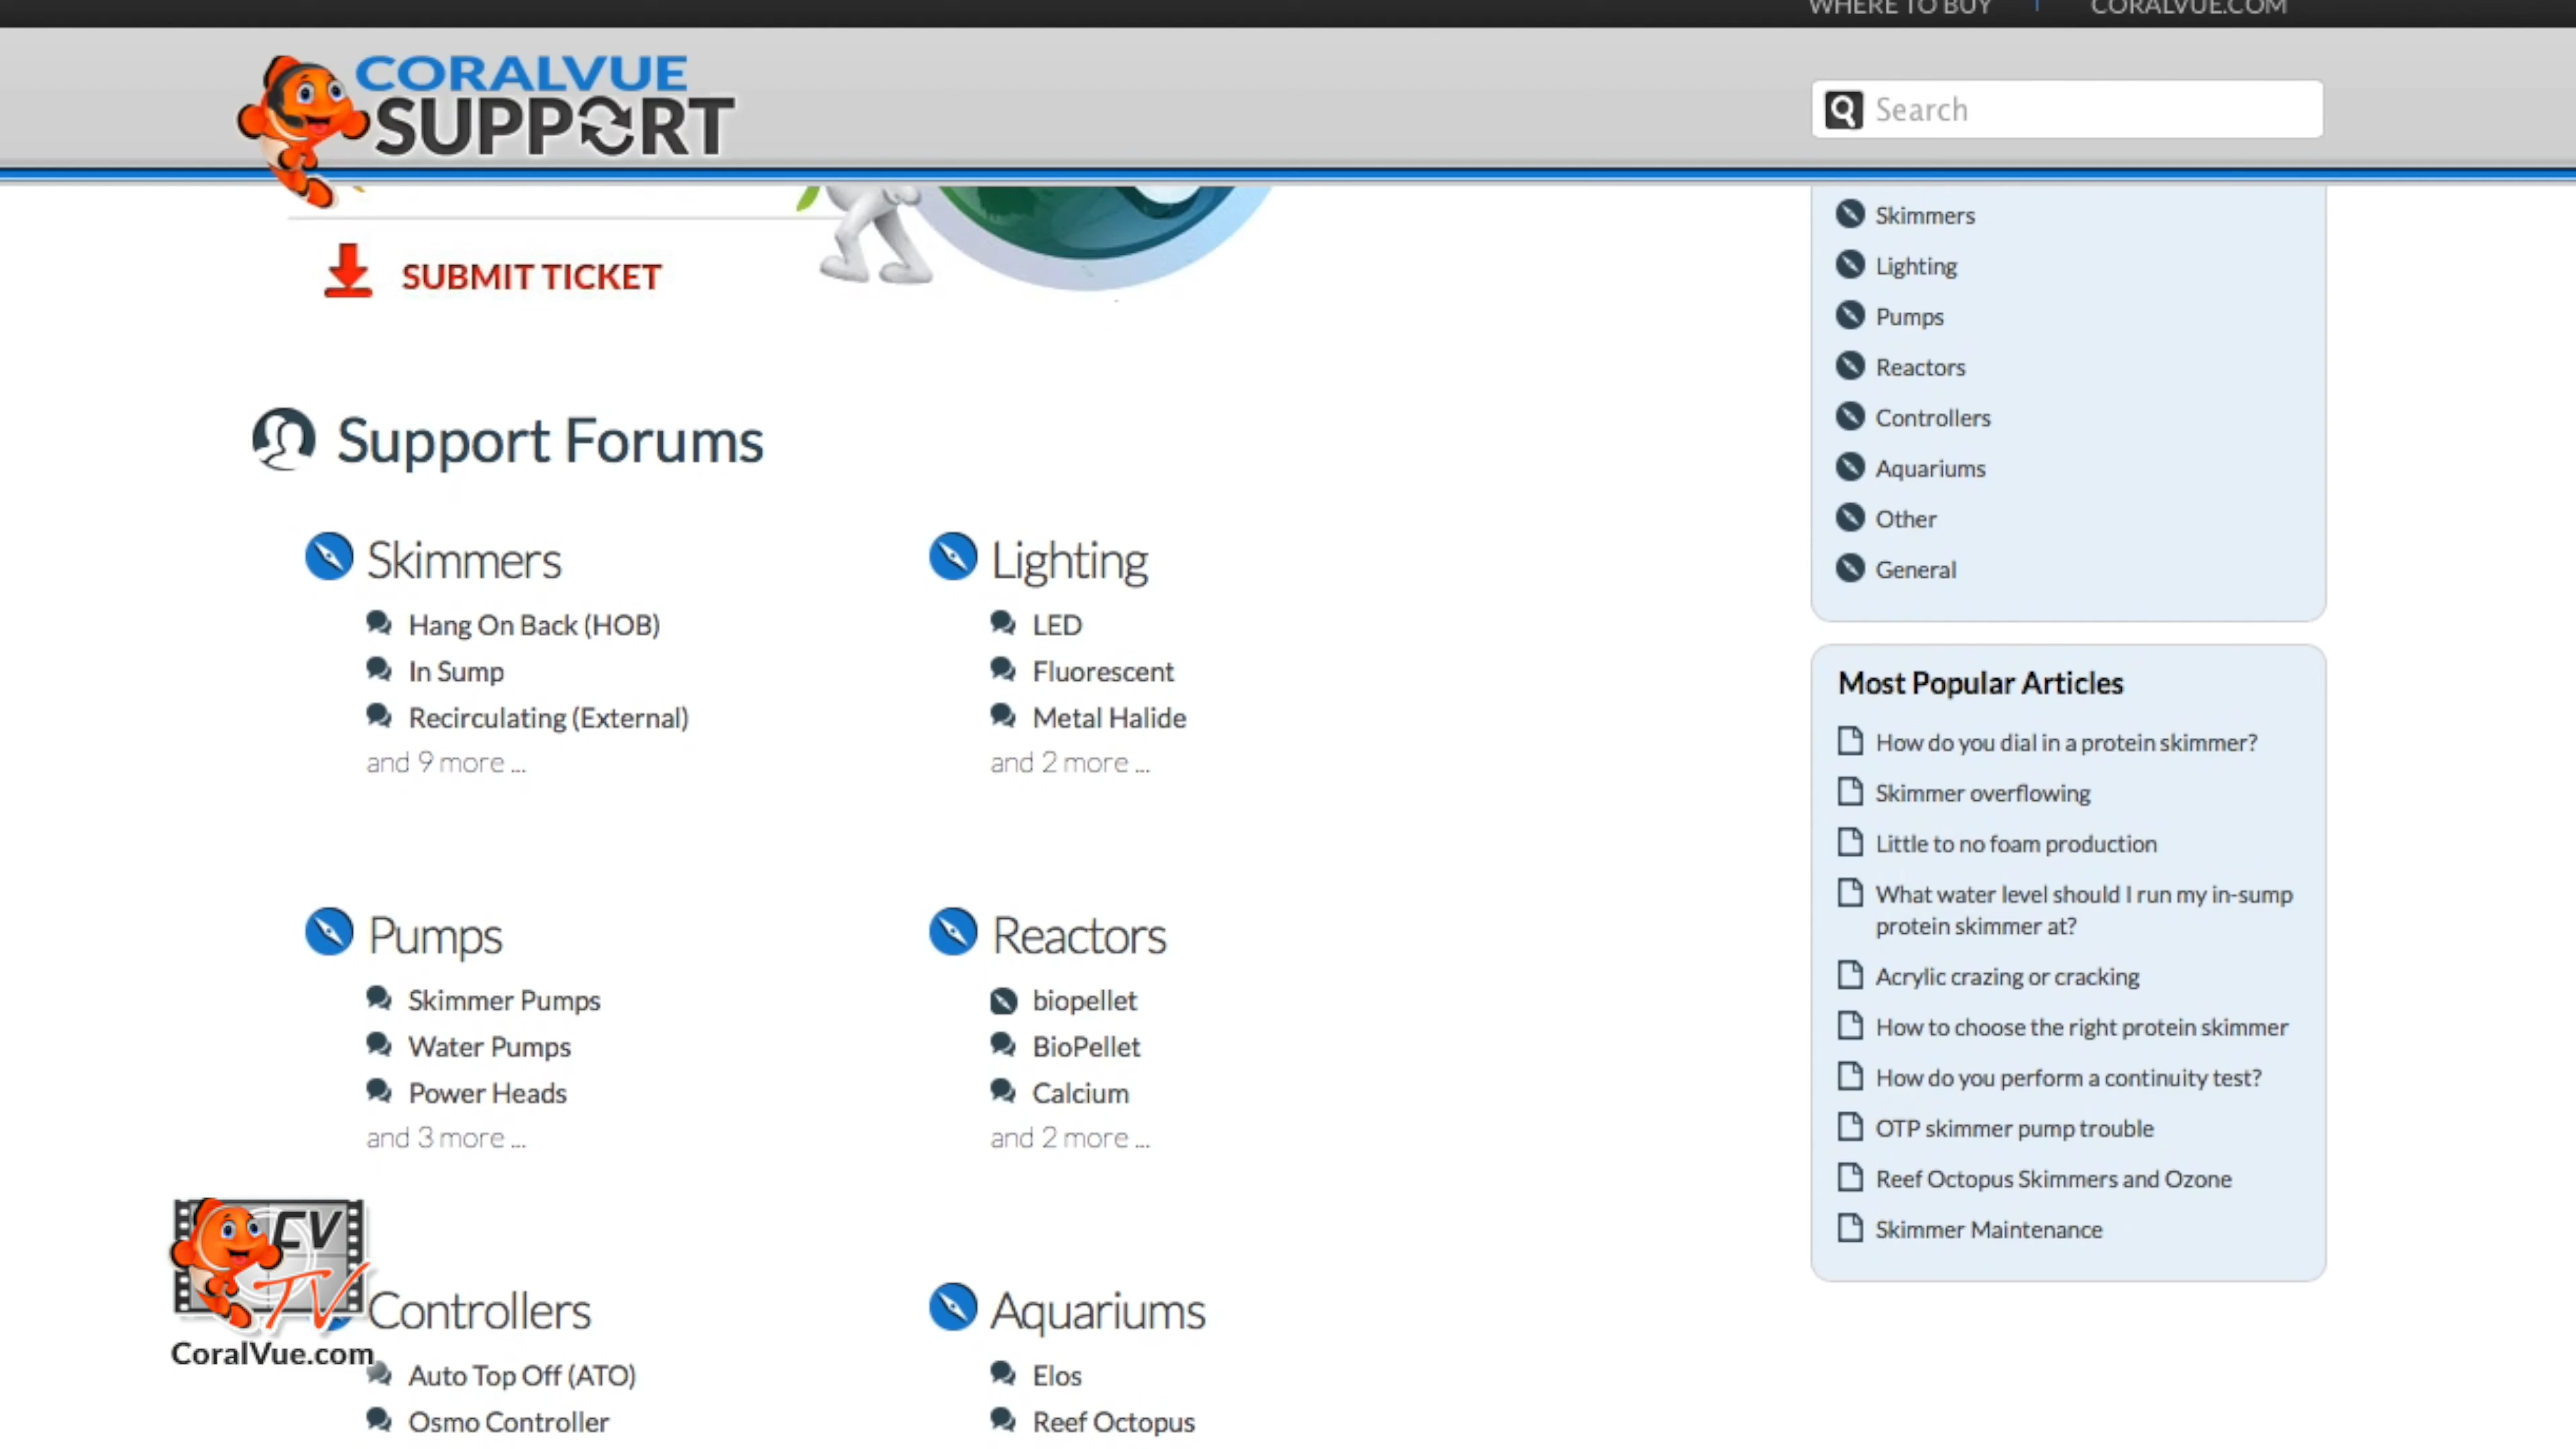 WHERE TO BUY
CORALVUE.COM
CORALVUE
SUPPORT
Search
SUBMIT TICKET
Support Forums
Skimmers
Hang On Back (HOB)
In Sump
Recirculating (External)
and 9 more ...
Lighting
LED
Fluorescent
Metal Halide
and 2 more ...
Pumps
Skimmer Pumps
Water Pumps
Power Heads
and 3 more ...
Reactors
biopellet
BioPellet
Calcium
and 2 more ...
Controllers
Auto Top Off (ATO)
Osmo Controller
Aquariums
Elos
Reef Octopus
CV
TV
CoralVue.com
Skimmers
Lighting
Pumps
Reactors
Controllers
Aquariums
Other
General
Most Popular Articles
How do you dial in a protein skimmer?
Skimmer overflowing
Little to no foam production
What water level should I run my in-sump
protein skimmer at?
Acrylic crazing or cracking
How to choose the right protein skimmer
How do you perform a continuity test?
OTP skimmer pump trouble
Reef Octopus Skimmers and Ozone
Skimmer Maintenance